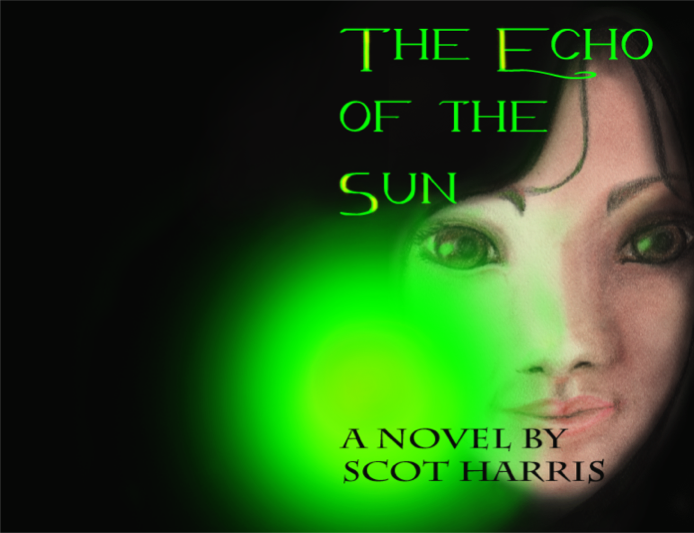 The Echo
of the
Sun
A NOVEL BY
SCOT HARRIS